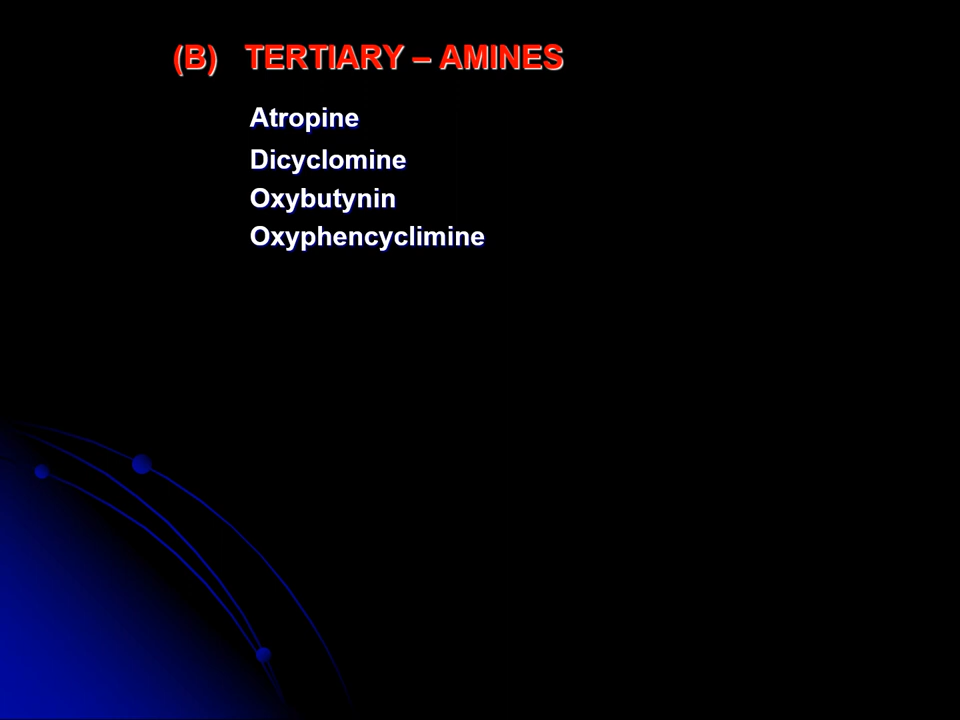 (B) TERTIARY – AMINES
Atropine
Dicyclomine
Oxybutynin
Oxyphencyclimine